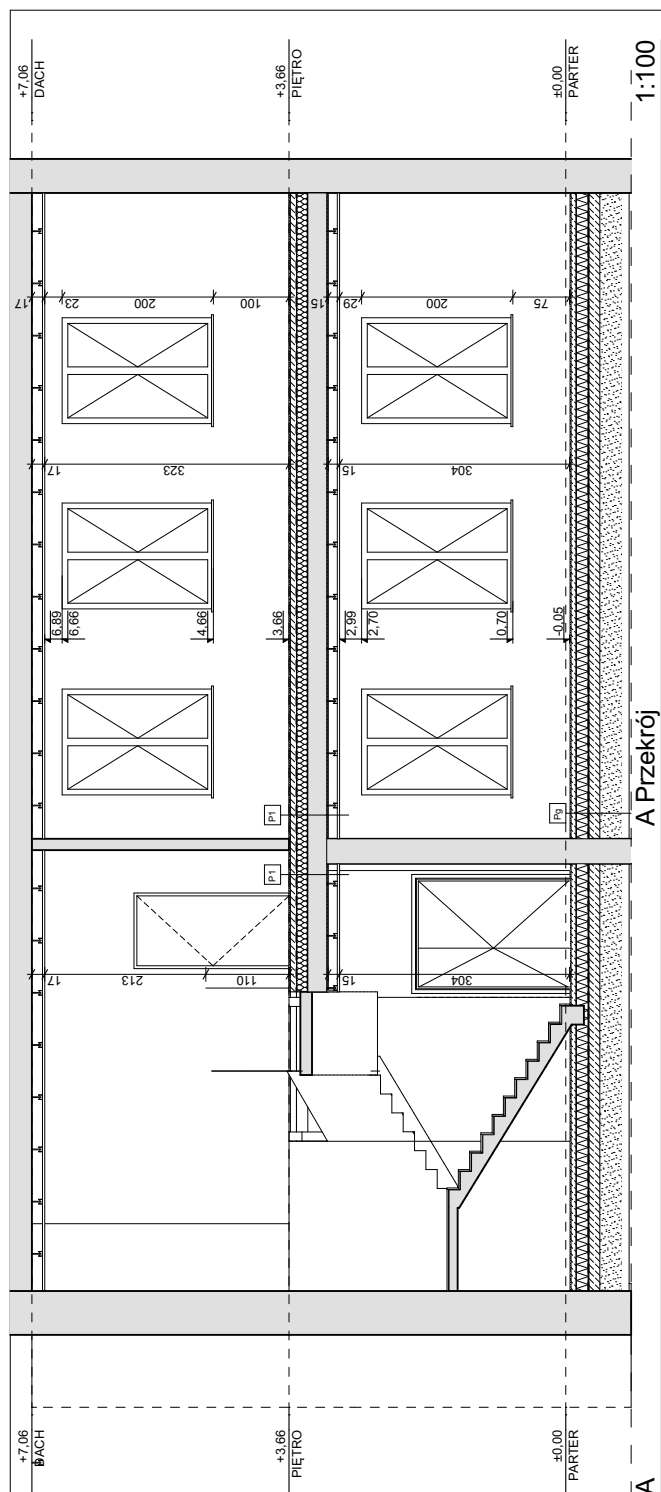 +7,06
DACH
+3,66
PIĘTRO
±0,00
PARTER
17
213
110
15
304
P1
P1
Pg
6,89
6,66
4,66
3,66
2,99
2,70
0,70
-0,05
17
323
15
304
17
23
200
100
15
29
200
75
+7,06
DACH
+3,66
PIĘTRO
±0,00
PARTER
A
A Przekrój
1:100